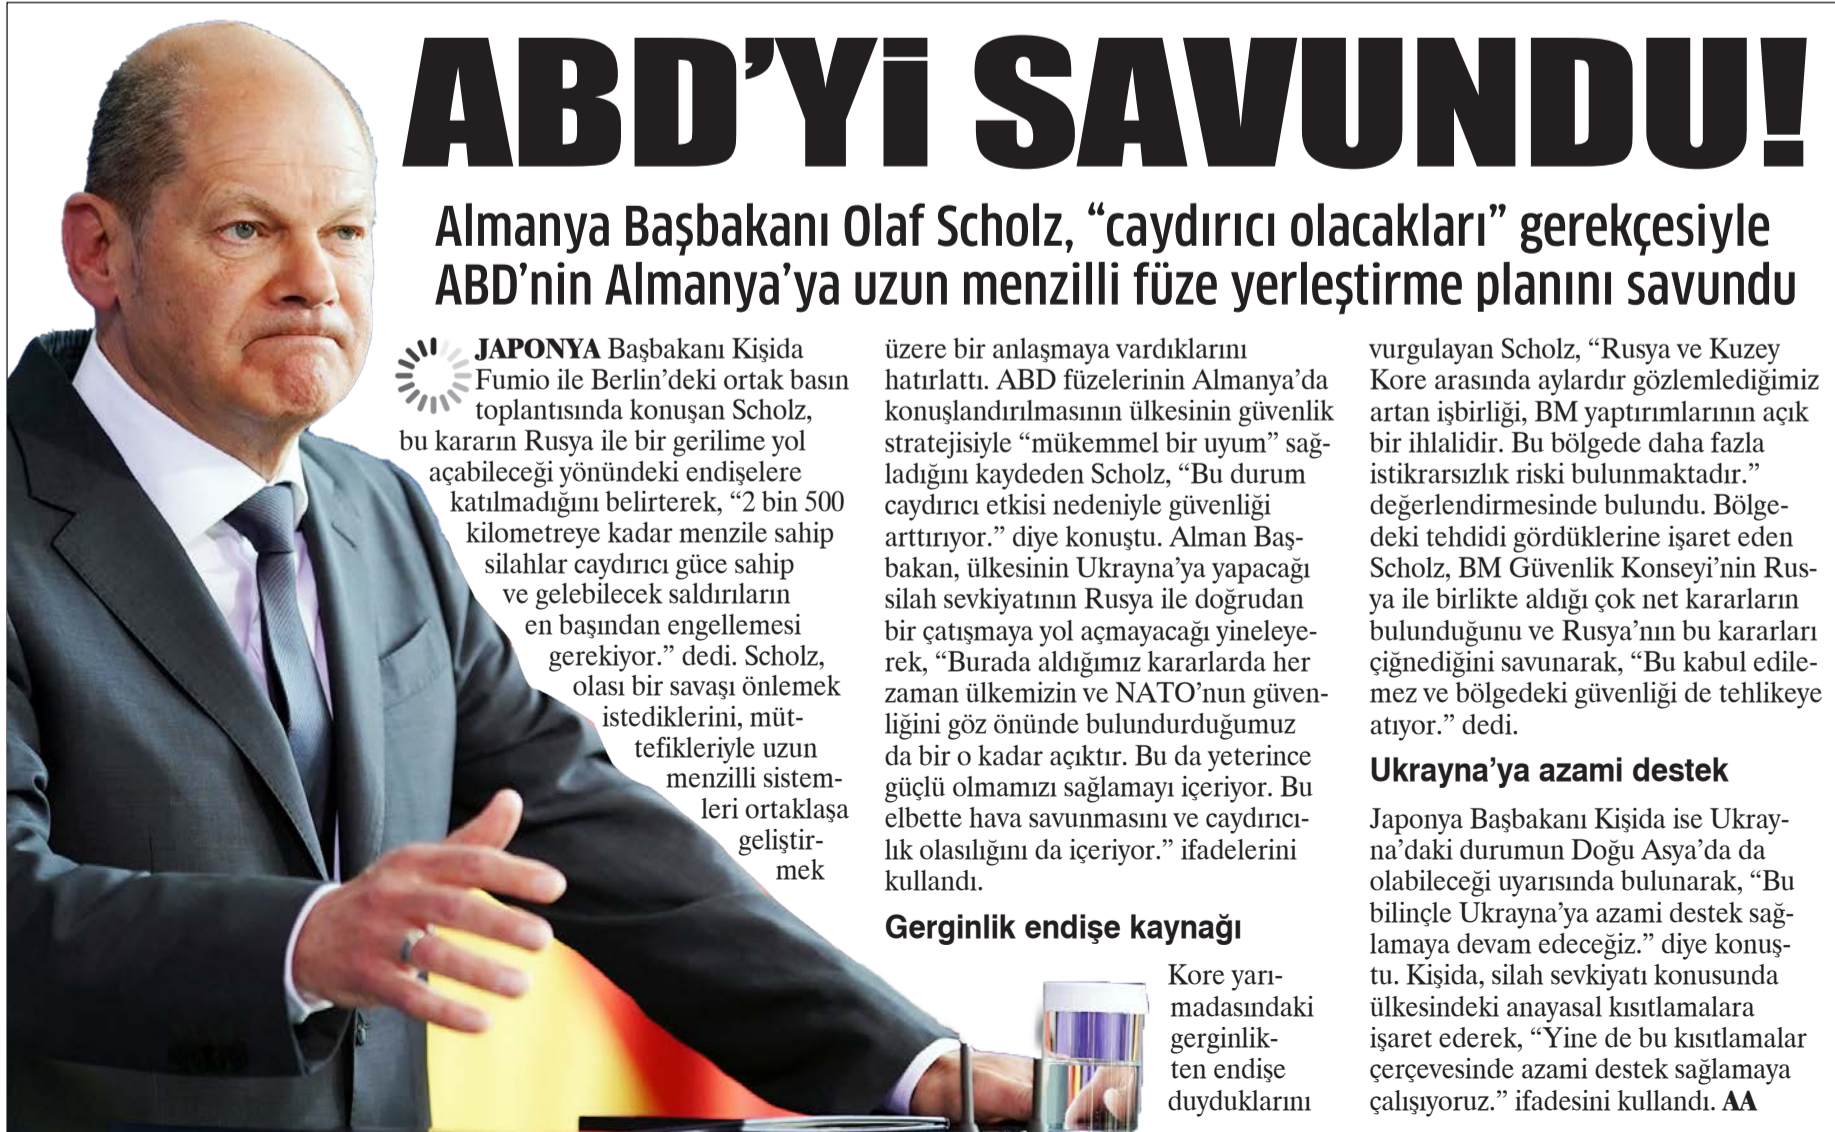 ABD’Yİ SAVUNDU!
Almanya Başbakanı Olaf Scholz, “caydırıcı olacakları” gerekçesiyle
ABD’nin Almanya’ya uzun menzilli füze yerleştirme planını savundu
JAPONYA Başbakanı Kişida
Fumio ile Berlin’deki ortak basın
toplantısında konuşan Scholz,
bu kararın Rusya ile bir gerilime yol
açabileceği yönündeki endişelere
katılmadığını belirterek, “2 bin 500
kilometreye kadar menzile sahip
silahlar caydırıcı güce sahip
ve gelebilecek saldırıların
en başından engellemesi
gerekiyor.” dedi. Scholz,
olası bir savaşı önlemek
istediklerini, müt-
tefikleriyle uzun
menzilli sistem-
leri ortaklaşa
geliştir-
mek
üzere bir anlaşmaya vardıklarını
hatırlattı. ABD füzelerinin Almanya’da
konuşlandırılmasının ülkesinin güvenlik
stratejisiyle “mükemmel bir uyum” sağ-
ladığını kaydeden Scholz, “Bu durum
caydırıcı etkisi nedeniyle güvenliği
arttırıyor.” diye konuştu. Alman Baş-
bakan, ülkesinin Ukrayna’ya yapacağı
silah sevkiyatının Rusya ile doğrudan
bir çatışmaya yol açmayacağı yineleye-
rek, “Burada aldığımız kararlarda her
zaman ülkemizin ve NATO’nun güven-
liğini göz önünde bulundurduğumuz
da bir o kadar açıktır. Bu da yeterince
güçlü olmamızı sağlamayı içeriyor. Bu
elbette hava savunmasını ve caydırıcı-
lık olasılığını da içeriyor.” ifadelerini
kullandı.
Gerginlik endişe kaynağı
Kore yarı-
madasındaki
gerginlik-
ten endişe
duyduklarını
vurgulayan Scholz, “Rusya ve Kuzey
Kore arasında aylardır gözlemlediğimiz
artan işbirliği, BM yaptırımlarının açık
bir ihlalidir. Bu bölgede daha fazla
istikrarsızlık riski bulunmaktadır.”
değerlendirmesinde bulundu. Bölge-
deki tehdidi gördüklerine işaret eden
Scholz, BM Güvenlik Konseyi’nin Rus-
ya ile birlikte aldığı çok net kararların
bulunduğunu ve Rusya’nın bu kararları
çiğnediğini savunarak, “Bu kabul edile-
mez ve bölgedeki güvenliği de tehlikeye
atıyor.” dedi.
Ukrayna’ya azami destek
Japonya Başbakanı Kişida ise Ukray-
na’daki durumun Doğu Asya’da da
olabileceği uyarısında bulunarak, “Bu
bilinçle Ukrayna’ya azami destek sağ-
lamaya devam edeceğiz.” diye konuş-
tu. Kişida, silah sevkiyatı konusunda
ülkesindeki anayasal kısıtlamalara
işaret ederek, “Yine de bu kısıtlamalar
çerçevesinde azami destek sağlamaya
çalışıyoruz.” ifadesini kullandı. AA